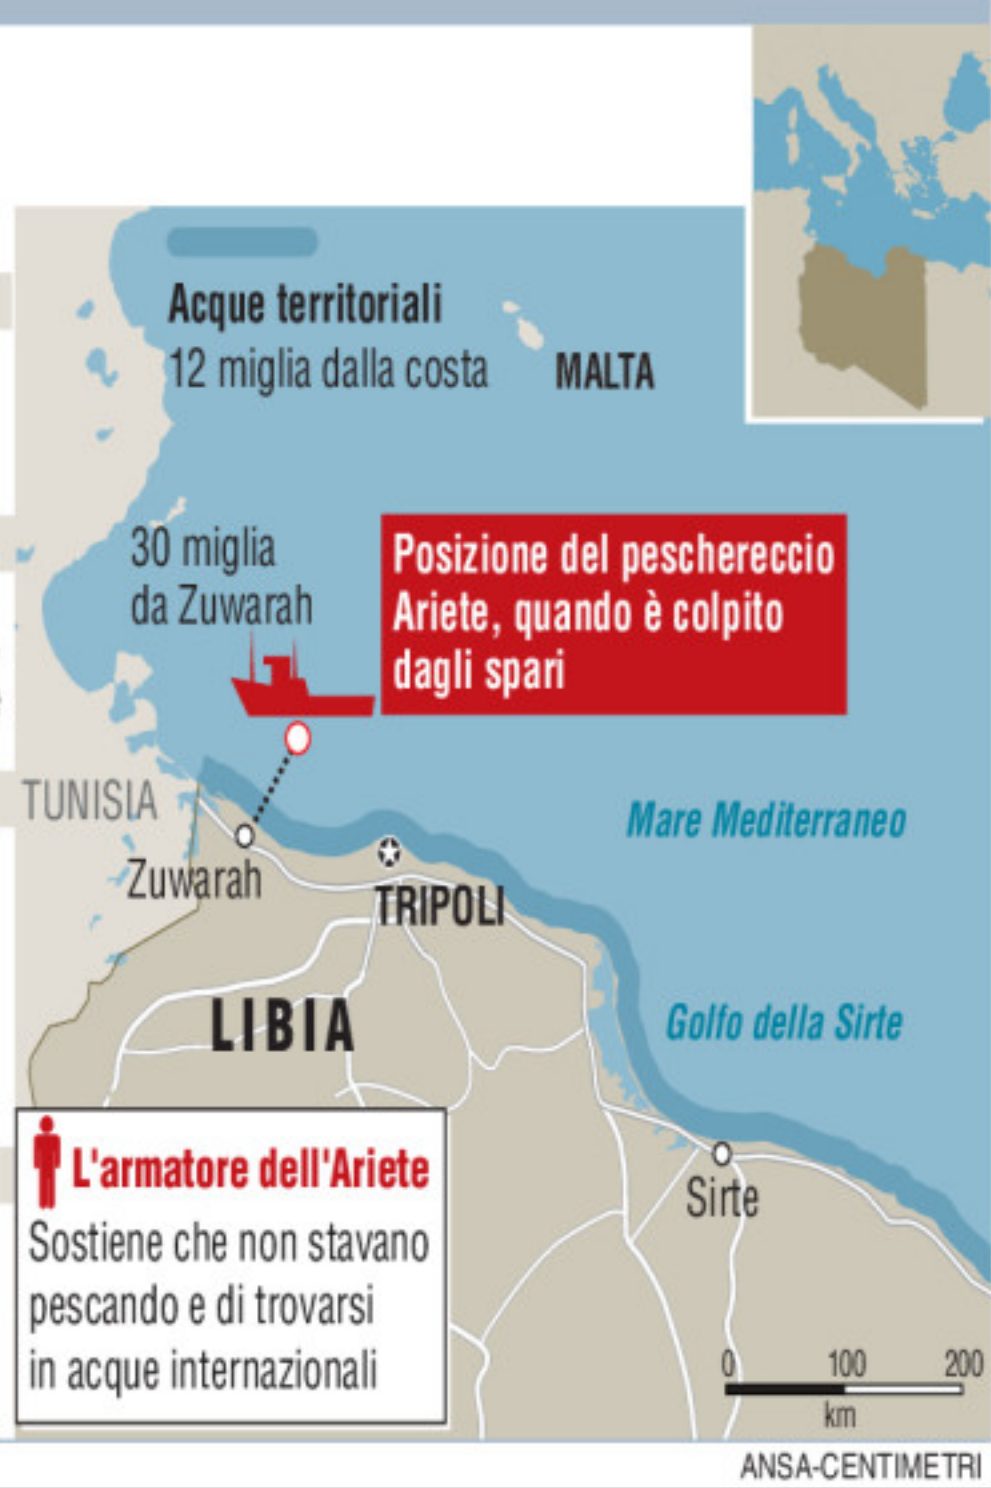 Acque territoriali
12 miglia dalla costa
MALTA
30 miglia
da Zuwarah
Posizione del peschereccio
Ariete, quando è colpito
dagli spari
TUNISIA
Mare Mediterraneo
Zuwarah
TRIPOLI
LIBIA
Golfo della Sirte
L'armatore dell'Ariete
Sostiene che non stavano
pescando e di trovarsi
in acque internazionali
Sirte
0 100 200
km
ANSA-CENTIMETRI